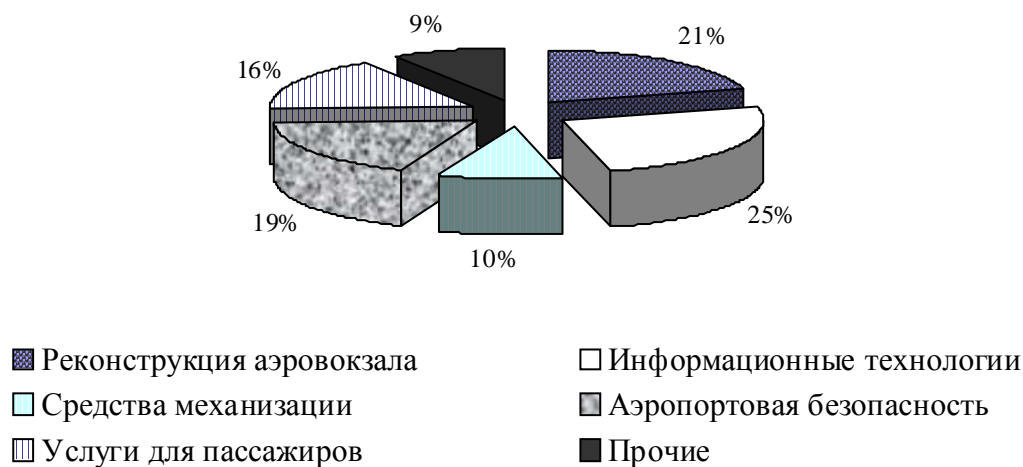 9%
21%
16%
19%
25%
10%
Реконструкция аэровокзала
Информационные технологии
Средства механизации
Аэропортовая безопасность
Услуги для пассажиров
Прочие